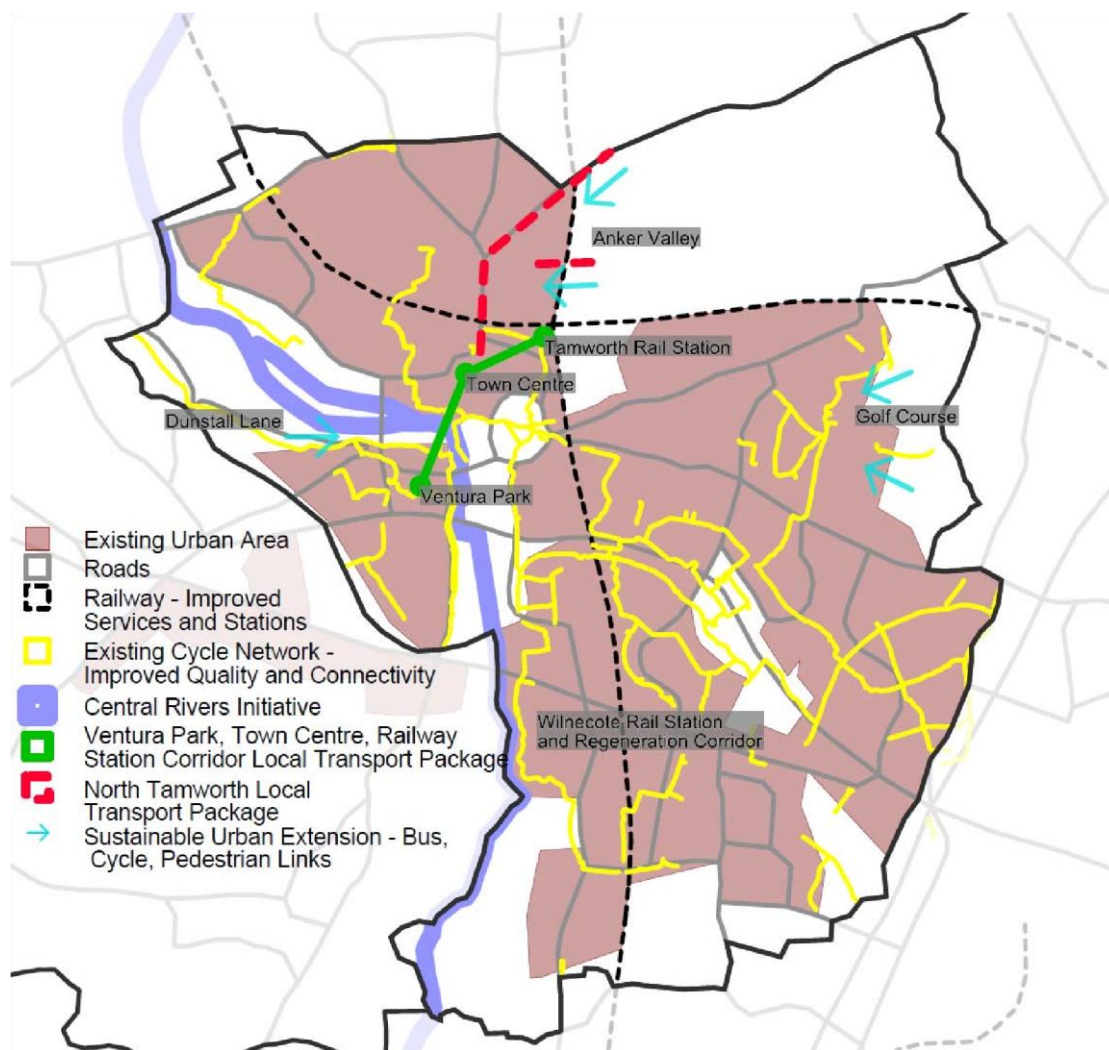 Anker Valley
Tamworth Rail Station
Town Centre
Dunstall Lane
Golf Course
Ventura Park
Existing Urban Area
Roads
Railway - Improved
Services and Stations
Existing Cycle Network -
Improved Quality and Connectivity
Central Rivers Initiative
Ventura Park, Town Centre, Railway
Station Corridor Local Transport Package
North Tamworth Local
Transport Package
Sustainable Urban Extension - Bus,
Cycle, Pedestrian Links
Wilnecote Rail Station
and Regeneration Corridor